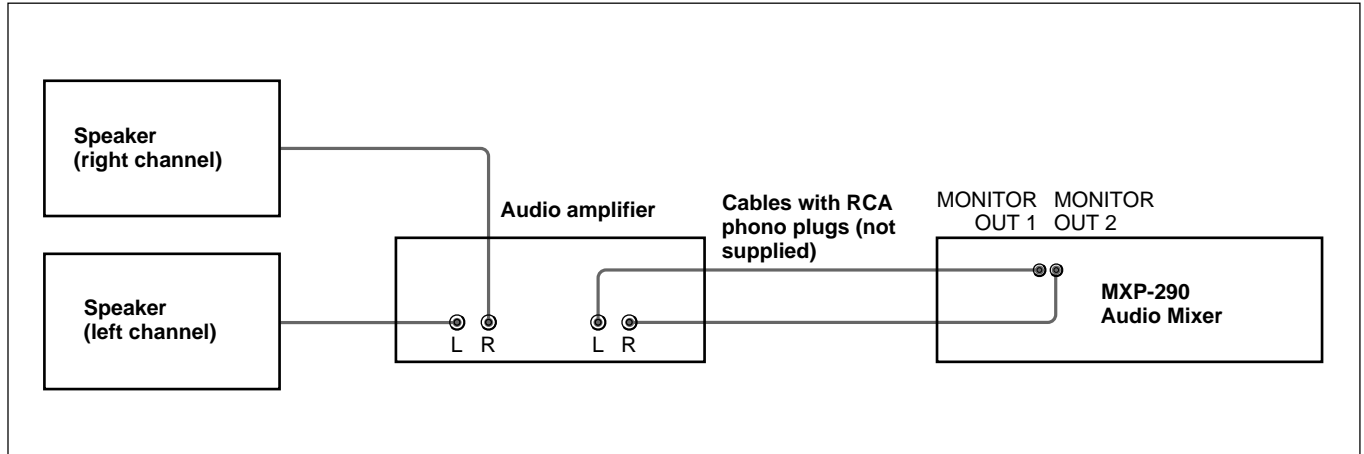 Speaker
(right channel)
Audio amplifier
Cables with RCA
phono plugs (not
supplied)
MONITOR MONITOR
OUT 1 OUT 2
Speaker
(left channel)
L R
L R
MXP-290
Audio Mixer